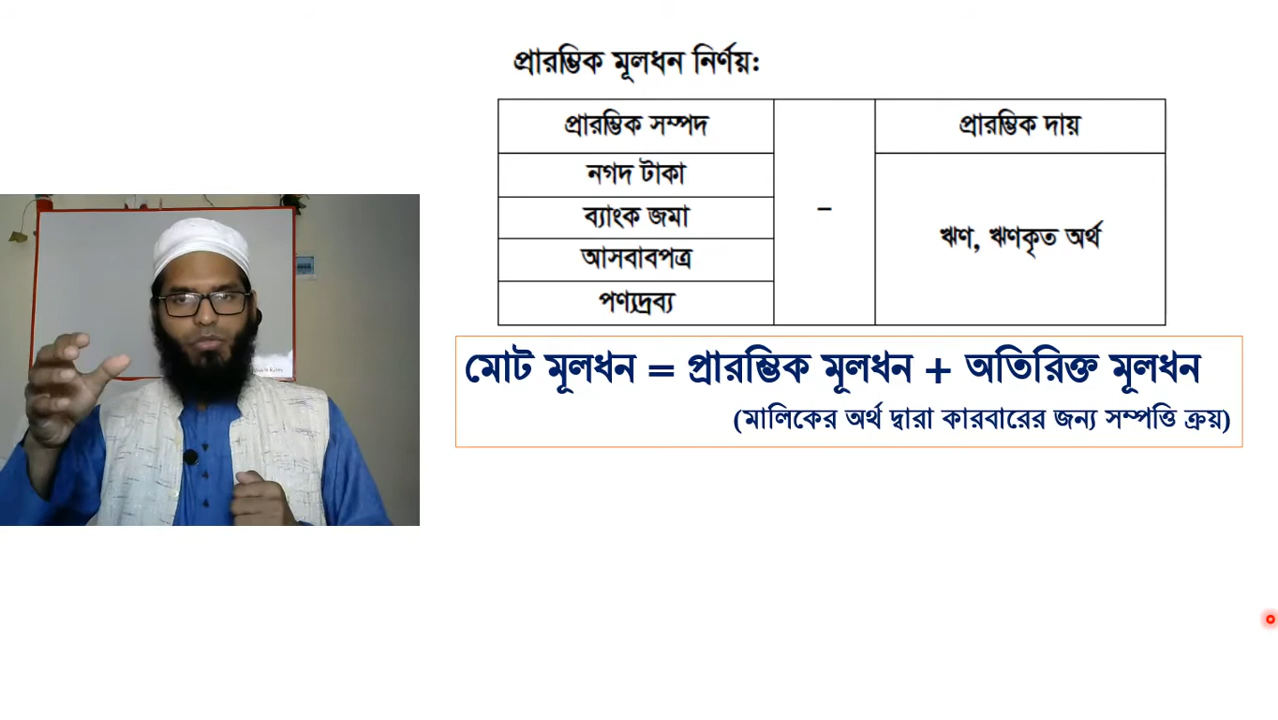 প্রারম্ভিক মূলধন নির্ণয়:
প্রারম্ভিক সম্পদ
প্রারম্ভিক দায়
নগদ টাকা
ব্যাংক জমা
–
আসবাবপত্র
ঋণ, ঋণকৃত অর্থ
পণ্যদ্রব্য
মোট মূলধন = প্রারম্ভিক মূলধন + অতিরিক্ত মূলধন
(মালিকের অর্থ দ্বারা কারবারের জন্য সম্পত্তি ক্রয়)